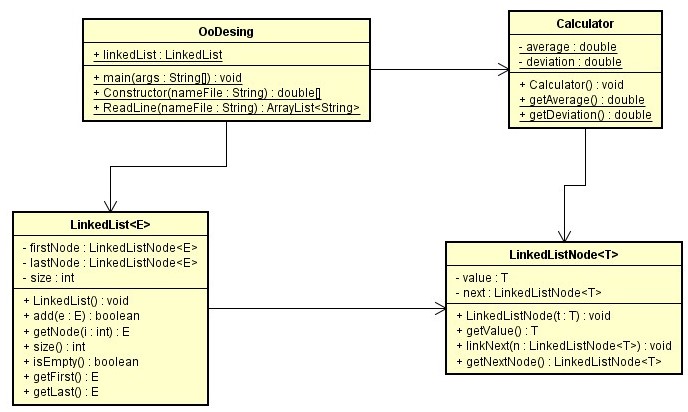 OoDesing
+ linkedList : LinkedList
+ main(args : String[]) : void
+ Constructor(nameFile : String) : double[]
+ ReadLine(nameFile : String) : ArrayList<String>
Calculator
- average : double
- deviation : double
+ Calculator() : void
+ getAverage() : double
+ getDeviation() : double
LinkedList<E>
- firstNode : LinkedListNode<E>
- lastNode : LinkedListNode<E>
- size : int
+ LinkedList() : void
+ add(e : E) : boolean
+ getNode(i : int) : E
+ size() : int
+ isEmpty() : boolean
+ getFirst() : E
+ getLast() : E
LinkedListNode<T>
- value : T
- next : LinkedListNode<T>
+ LinkedListNode(t : T) : void
+ getValue() : T
+ linkNext(n : LinkedListNode<T>) : void
+ getNextNode() : LinkedListNode<T>